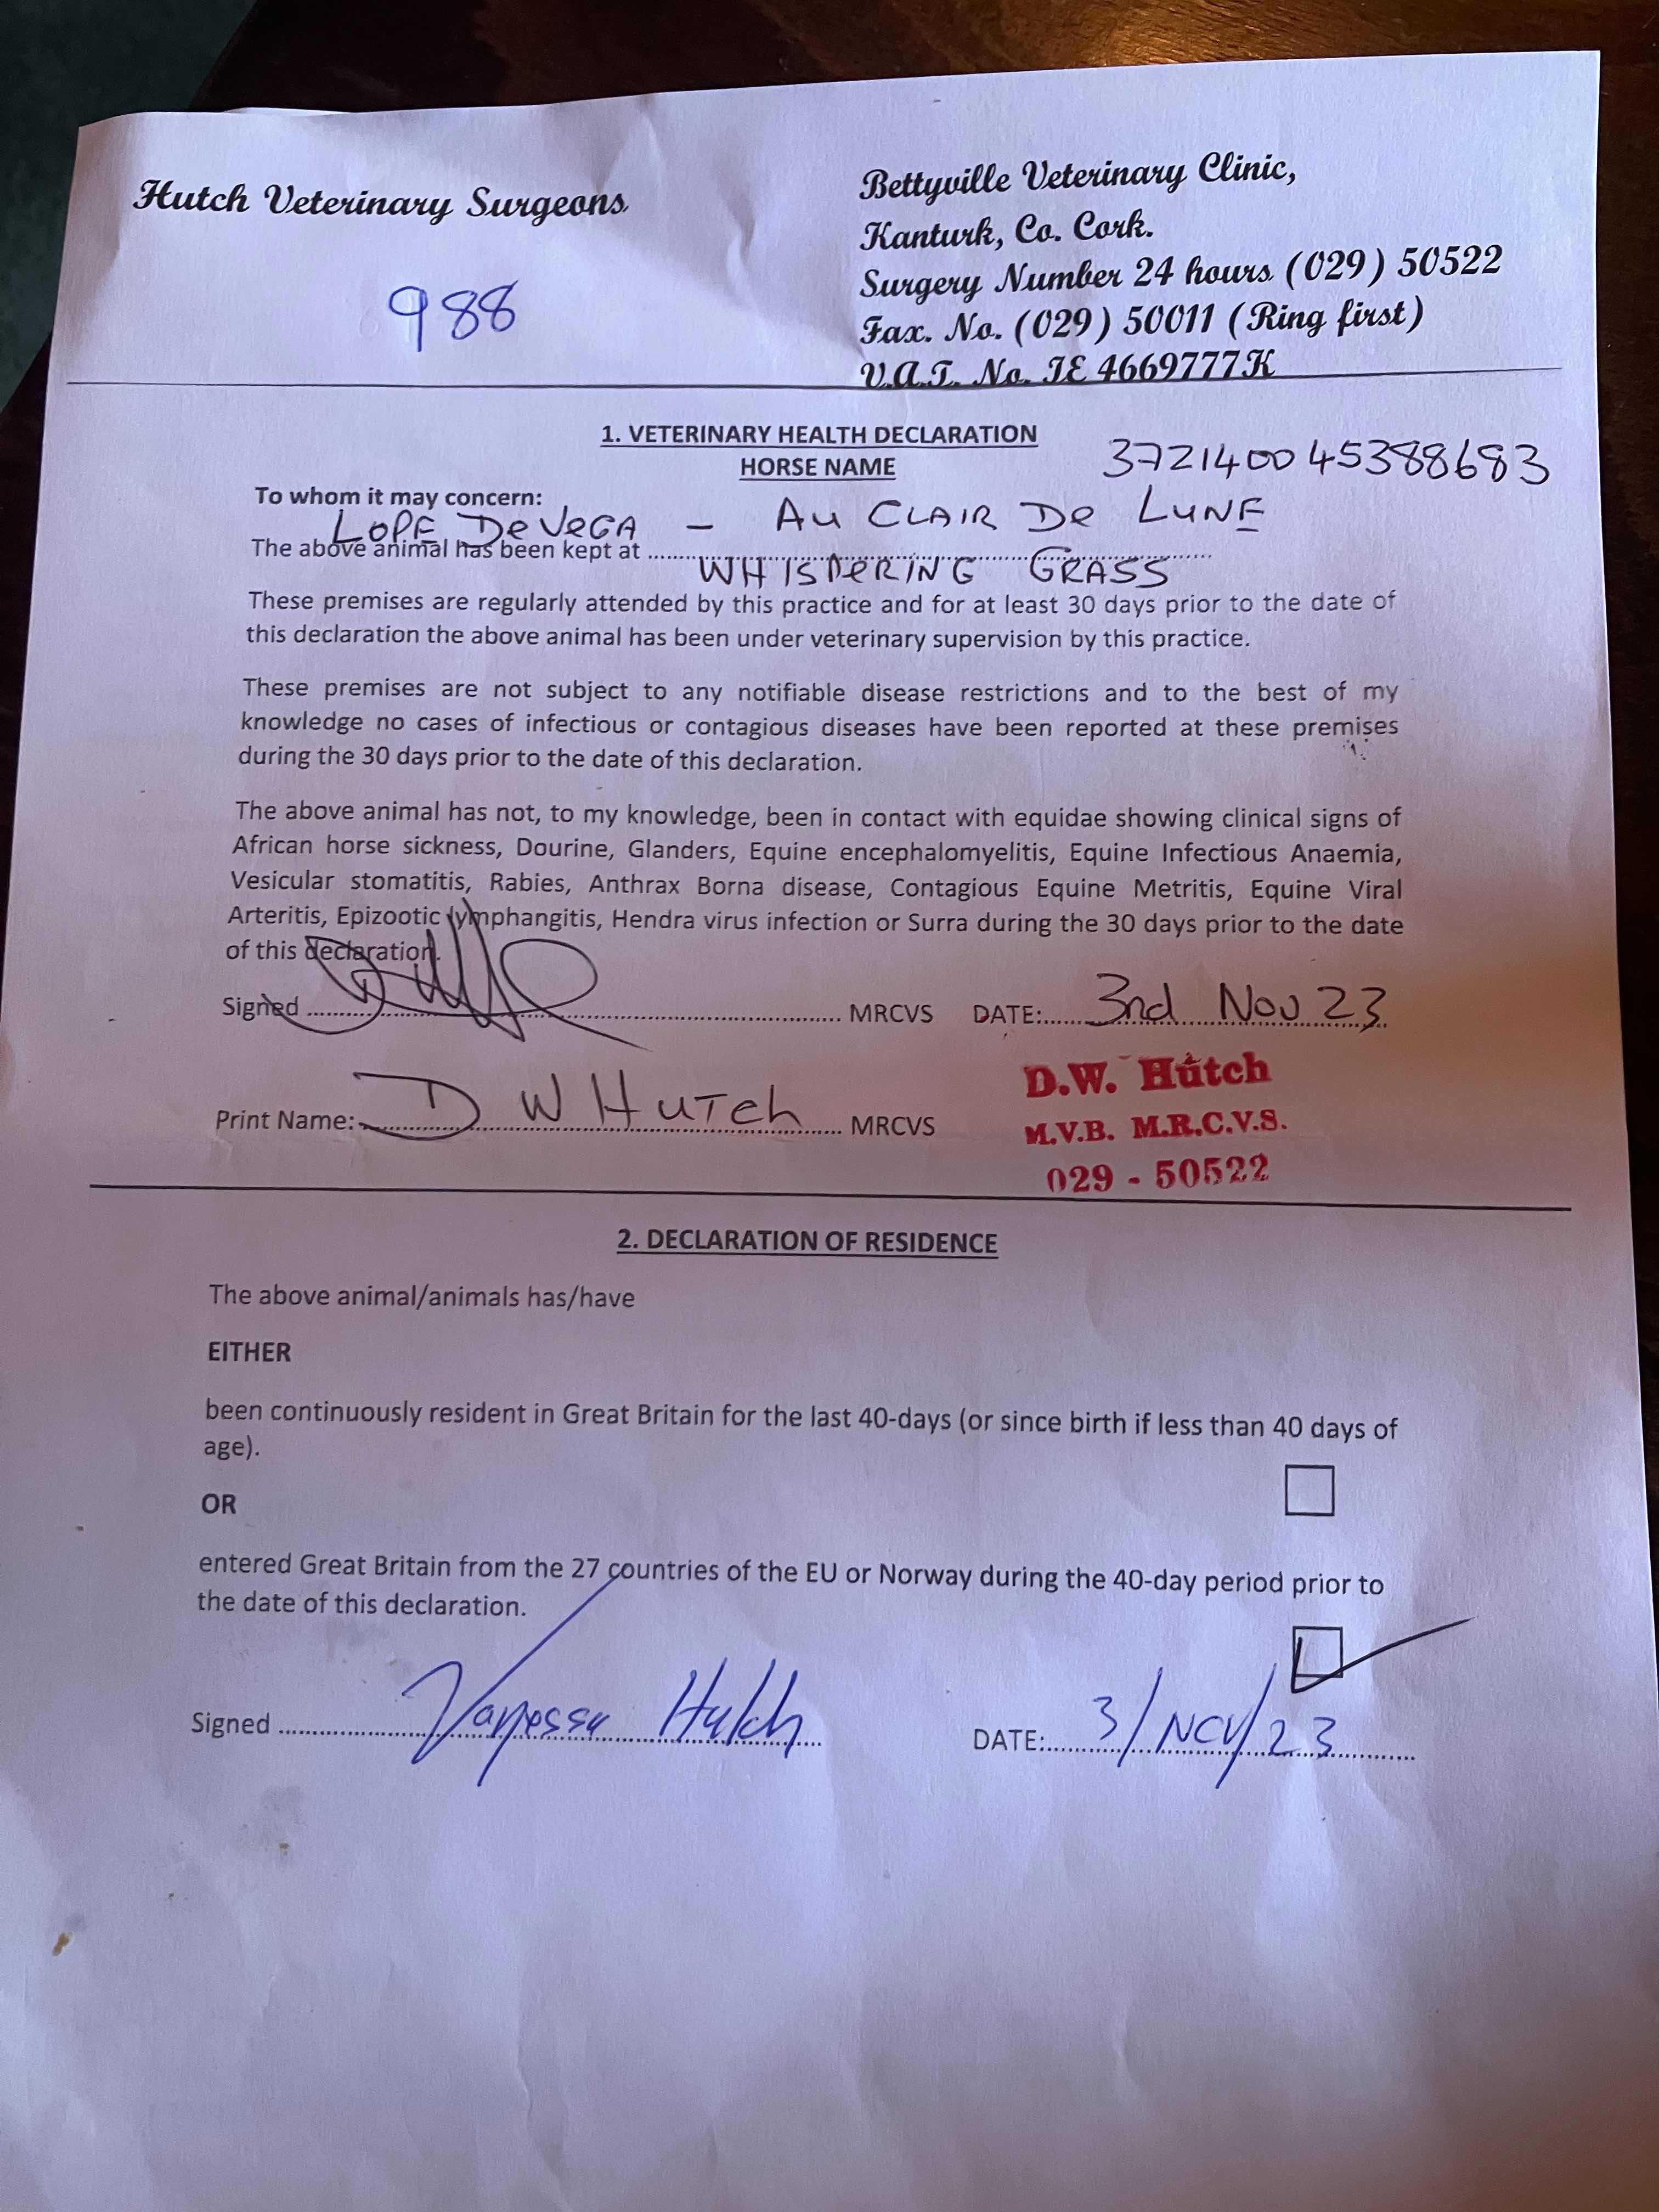 Hutch Veterinary Surgeons
988
Bettyville Veterinary Clinic,
Kanturk, Co. Cork.
Surgery Number 24 hours (029) 50522
Fax. No. (029) 50011 (Ring first)
V.A.T. No. IE 4669777K
1. VETERINARY HEALTH DECLARATION
HORSE NAME
372140045388683
To whom it may concern:
LOPE De VeGA – Au CLAIR De LUNE
The above animal has been kept at ..........
WHISPERING GRASS
These premises are regularly attended by this practice and for at least 30 days prior to the date of
this declaration the above animal has been under veterinary supervision by this practice.
These premises are not subject to any notifiable disease restrictions and to the best of my
knowledge no cases of infectious or contagious diseases have been reported at these premises
during the 30 days prior to the date of this declaration.
The above animal has not, to my knowledge, been in contact with equidae showing clinical signs of
African horse sickness, Dourine, Glanders, Equine encephalomyelitis, Equine Infectious Anaemia,
Vesicular stomatitis, Rabies, Anthrax Borna disease, Contagious Equine Metritis, Equine Viral
Arteritis, Epizootic lymphangitis, Hendra virus infection or Surra during the 30 days prior to the date
of this declaration.
Signed .......... MRCVS DATE:..... 3nd Nov 23
Print Name: D W HuTch MRCVS
D.W. Hutch
M.V.B. M.R.C.V.S.
029 - 50522
2. DECLARATION OF RESIDENCE
The above animal/animals has/have
EITHER
been continuously resident in Great Britain for the last 40-days (or since birth if less than 40 days of
age).
OR
entered Great Britain from the 27 countries of the EU or Norway during the 40-day period prior to
the date of this declaration.
Signed Vanessa Hutch DATE: 3/Nov/23